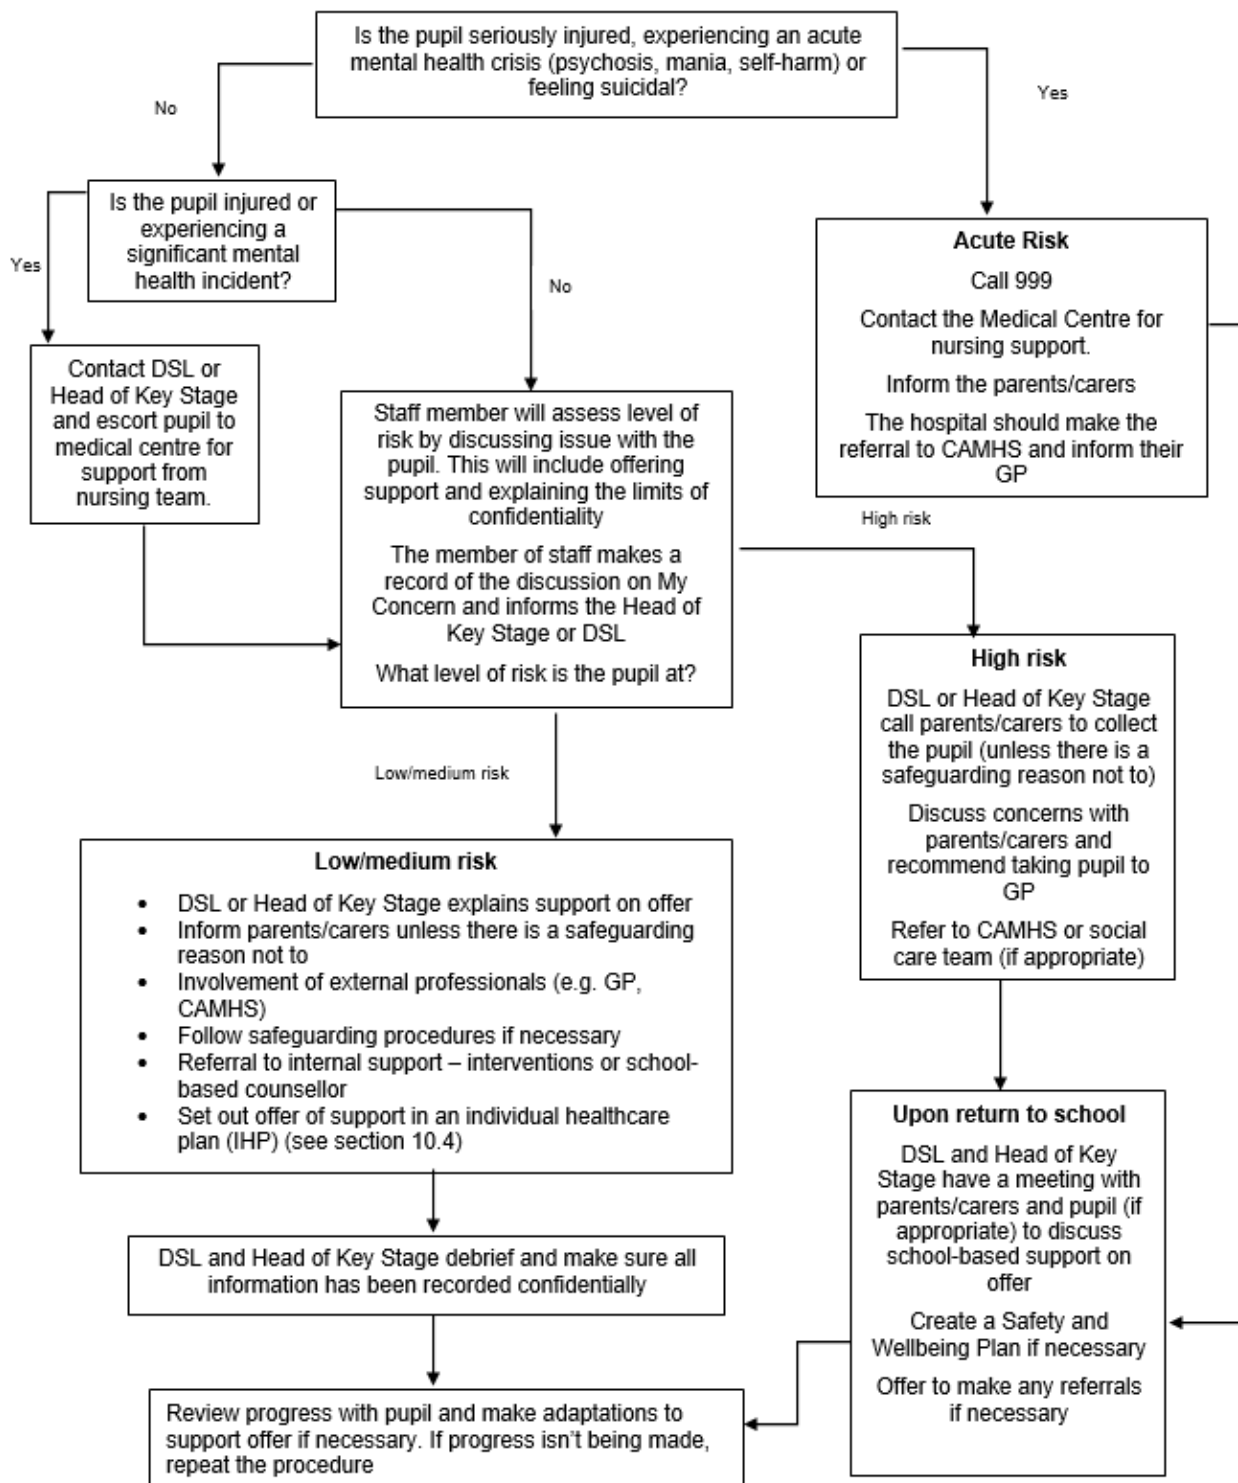 Is the pupil seriously injured, experiencing an acute
mental health crisis (psychosis, mania, self-harm) or
feeling suicidal?
No
Yes
Is the pupil injured or
experiencing a
significant mental
health incident?
Yes
No
Acute Risk
Call 999
Contact the Medical Centre for
nursing support.
Inform the parents/carers
The hospital should make the
referral to CAMHS and inform their
GP
Contact DSL or
Head of Key Stage
and escort pupil to
medical centre for
support from
nursing team.
Staff member will assess level of
risk by discussing issue with the
pupil. This will include offering
support and explaining the limits of
confidentiality
The member of staff makes a
record of the discussion on My
Concern and informs the Head of
Key Stage or DSL
What level of risk is the pupil at?
High risk
High risk
DSL or Head of Key Stage
call parents/carers to collect
the pupil (unless there is a
safeguarding reason not to)
Discuss concerns with
parents/carers and
recommend taking pupil to
GP
Refer to CAMHS or social
care team (if appropriate)
Low/medium risk
Low/medium risk
• DSL or Head of Key Stage explains support on offer
• Inform parents/carers unless there is a safeguarding
reason not to
• Involvement of external professionals (e.g. GP,
CAMHS)
• Follow safeguarding procedures if necessary
• Referral to internal support – interventions or school-
based counsellor
• Set out offer of support in an individual healthcare
plan (IHP) (see section 10.4)
Upon return to school
DSL and Head of Key
Stage have a meeting with
parents/carers and pupil (if
appropriate) to discuss
school-based support on
offer
Create a Safety and
Wellbeing Plan if necessary
Offer to make any referrals
if necessary
DSL and Head of Key Stage debrief and make sure all
information has been recorded confidentially
Review progress with pupil and make adaptations to
support offer if necessary. If progress isn't being made,
repeat the procedure